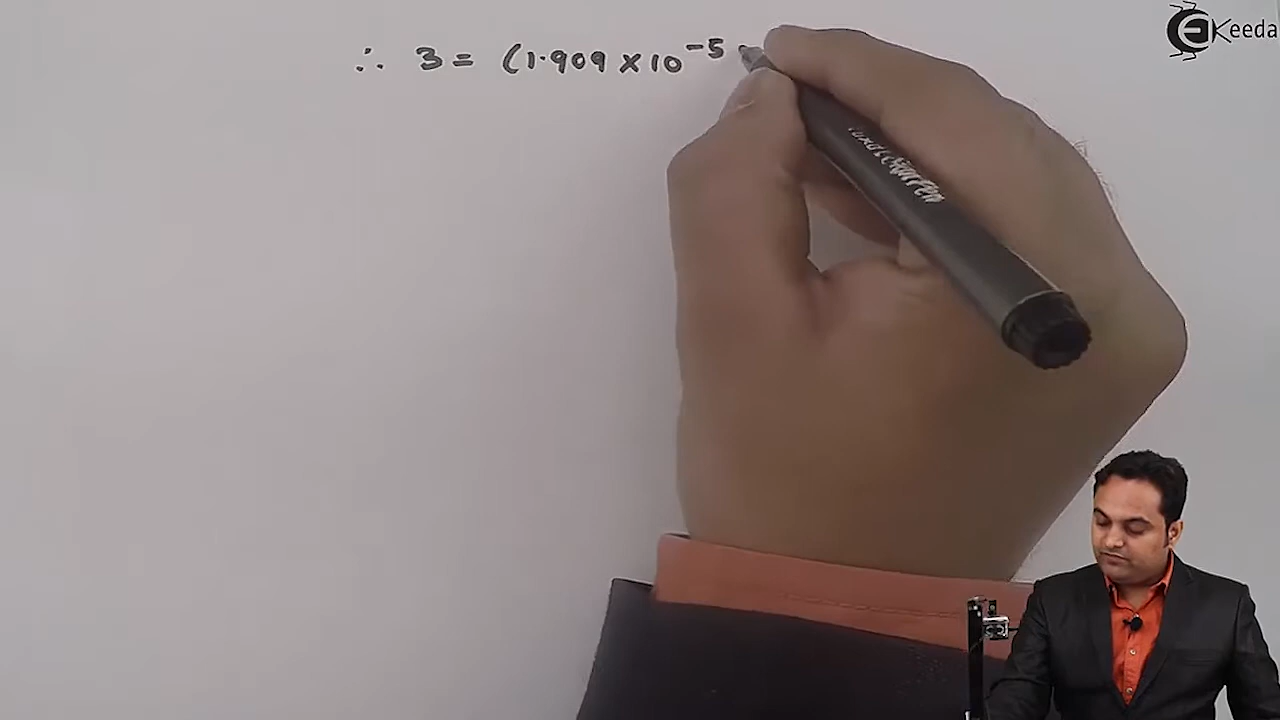 ∴ 3 = (1.909 × 10⁻⁵
Ekeeda